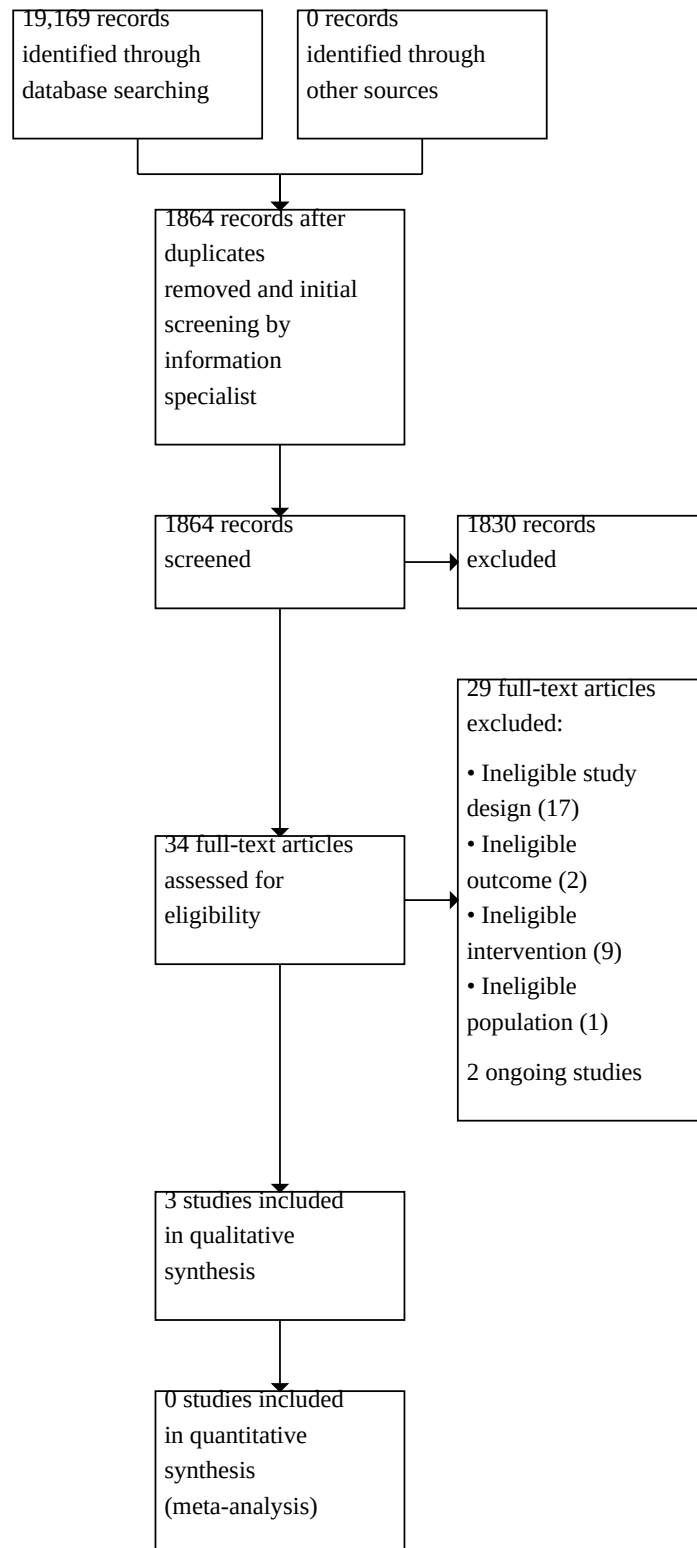 19,169 records
identified through
database searching
0 records
identified through
other sources
1864 records after
duplicates
removed and initial
screening by
information
specialist
1864 records
screened
1830 records
excluded
29 full-text articles
excluded:
• Ineligible study
design (17)
• Ineligible
outcome (2)
• Ineligible
intervention (9)
• Ineligible
population (1)
2 ongoing studies
34 full-text articles
assessed for
eligibility
3 studies included
in qualitative
synthesis
0 studies included
in quantitative
synthesis
(meta-analysis)